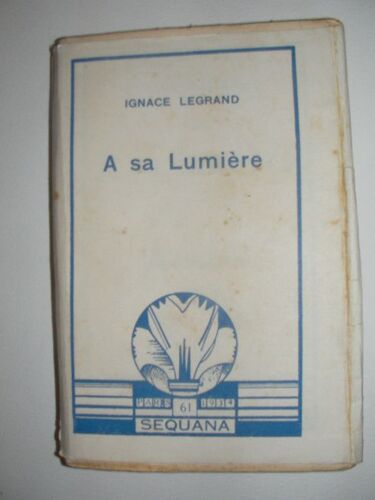 IGNACE LEGRAND
A sa Lumière
PARIS 61 1934
SEQUANA